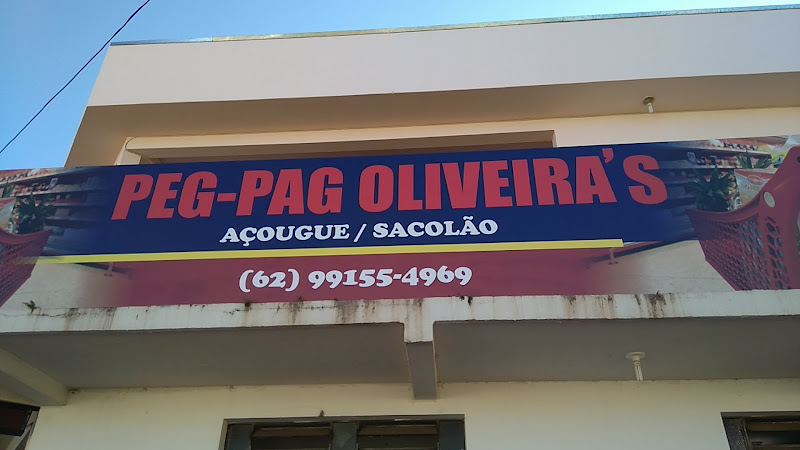 PEG-PAG OLIVEIRA'S
AÇOUGUE / SACOLÃO
(62) 99155-4969